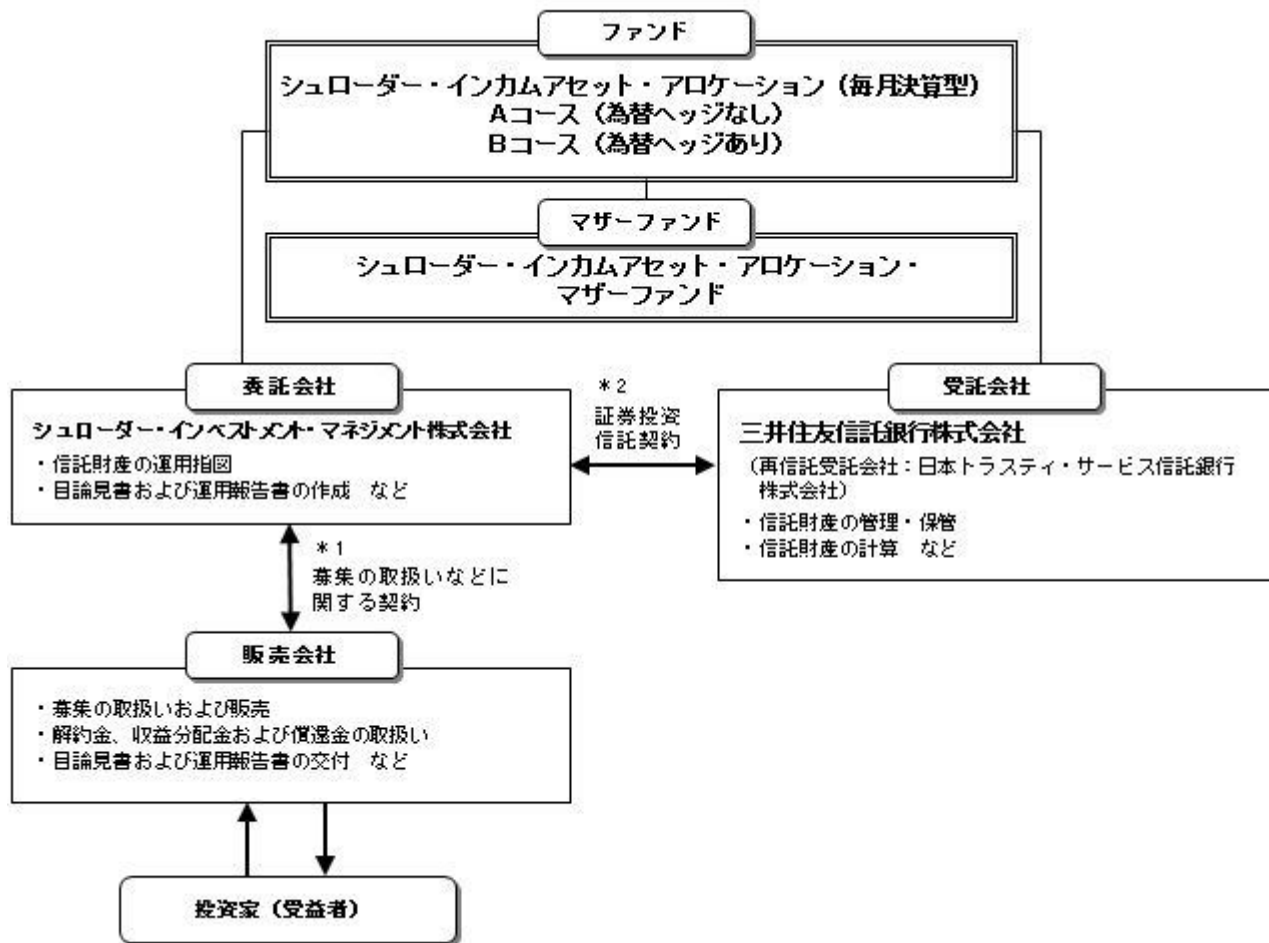 ファンド
シュローダー・インカムアセット・アロケーション（毎月決算型）
Aコース（為替ヘッジなし）
Bコース（為替ヘッジあり）
マザーファンド
シュローダー・インカムアセット・アロケーション・
マザーファンド
委託会社
シュローダー・インベストメント・マネジメント株式会社
・信託財産の運用指図
・目論見書および運用報告書の作成　など
＊2
証券投資
信託契約
受託会社
三井住友信託銀行株式会社
（再信託受託会社：日本トラスティ・サービス信託銀行
株式会社）
・信託財産の管理・保管
・信託財産の計算　など
＊1
募集の取扱いなどに
関する契約
販売会社
・募集の取扱いおよび販売
・解約金、収益分配金および償還金の取扱い
・目論見書および運用報告書の交付　など
投資家（受益者）